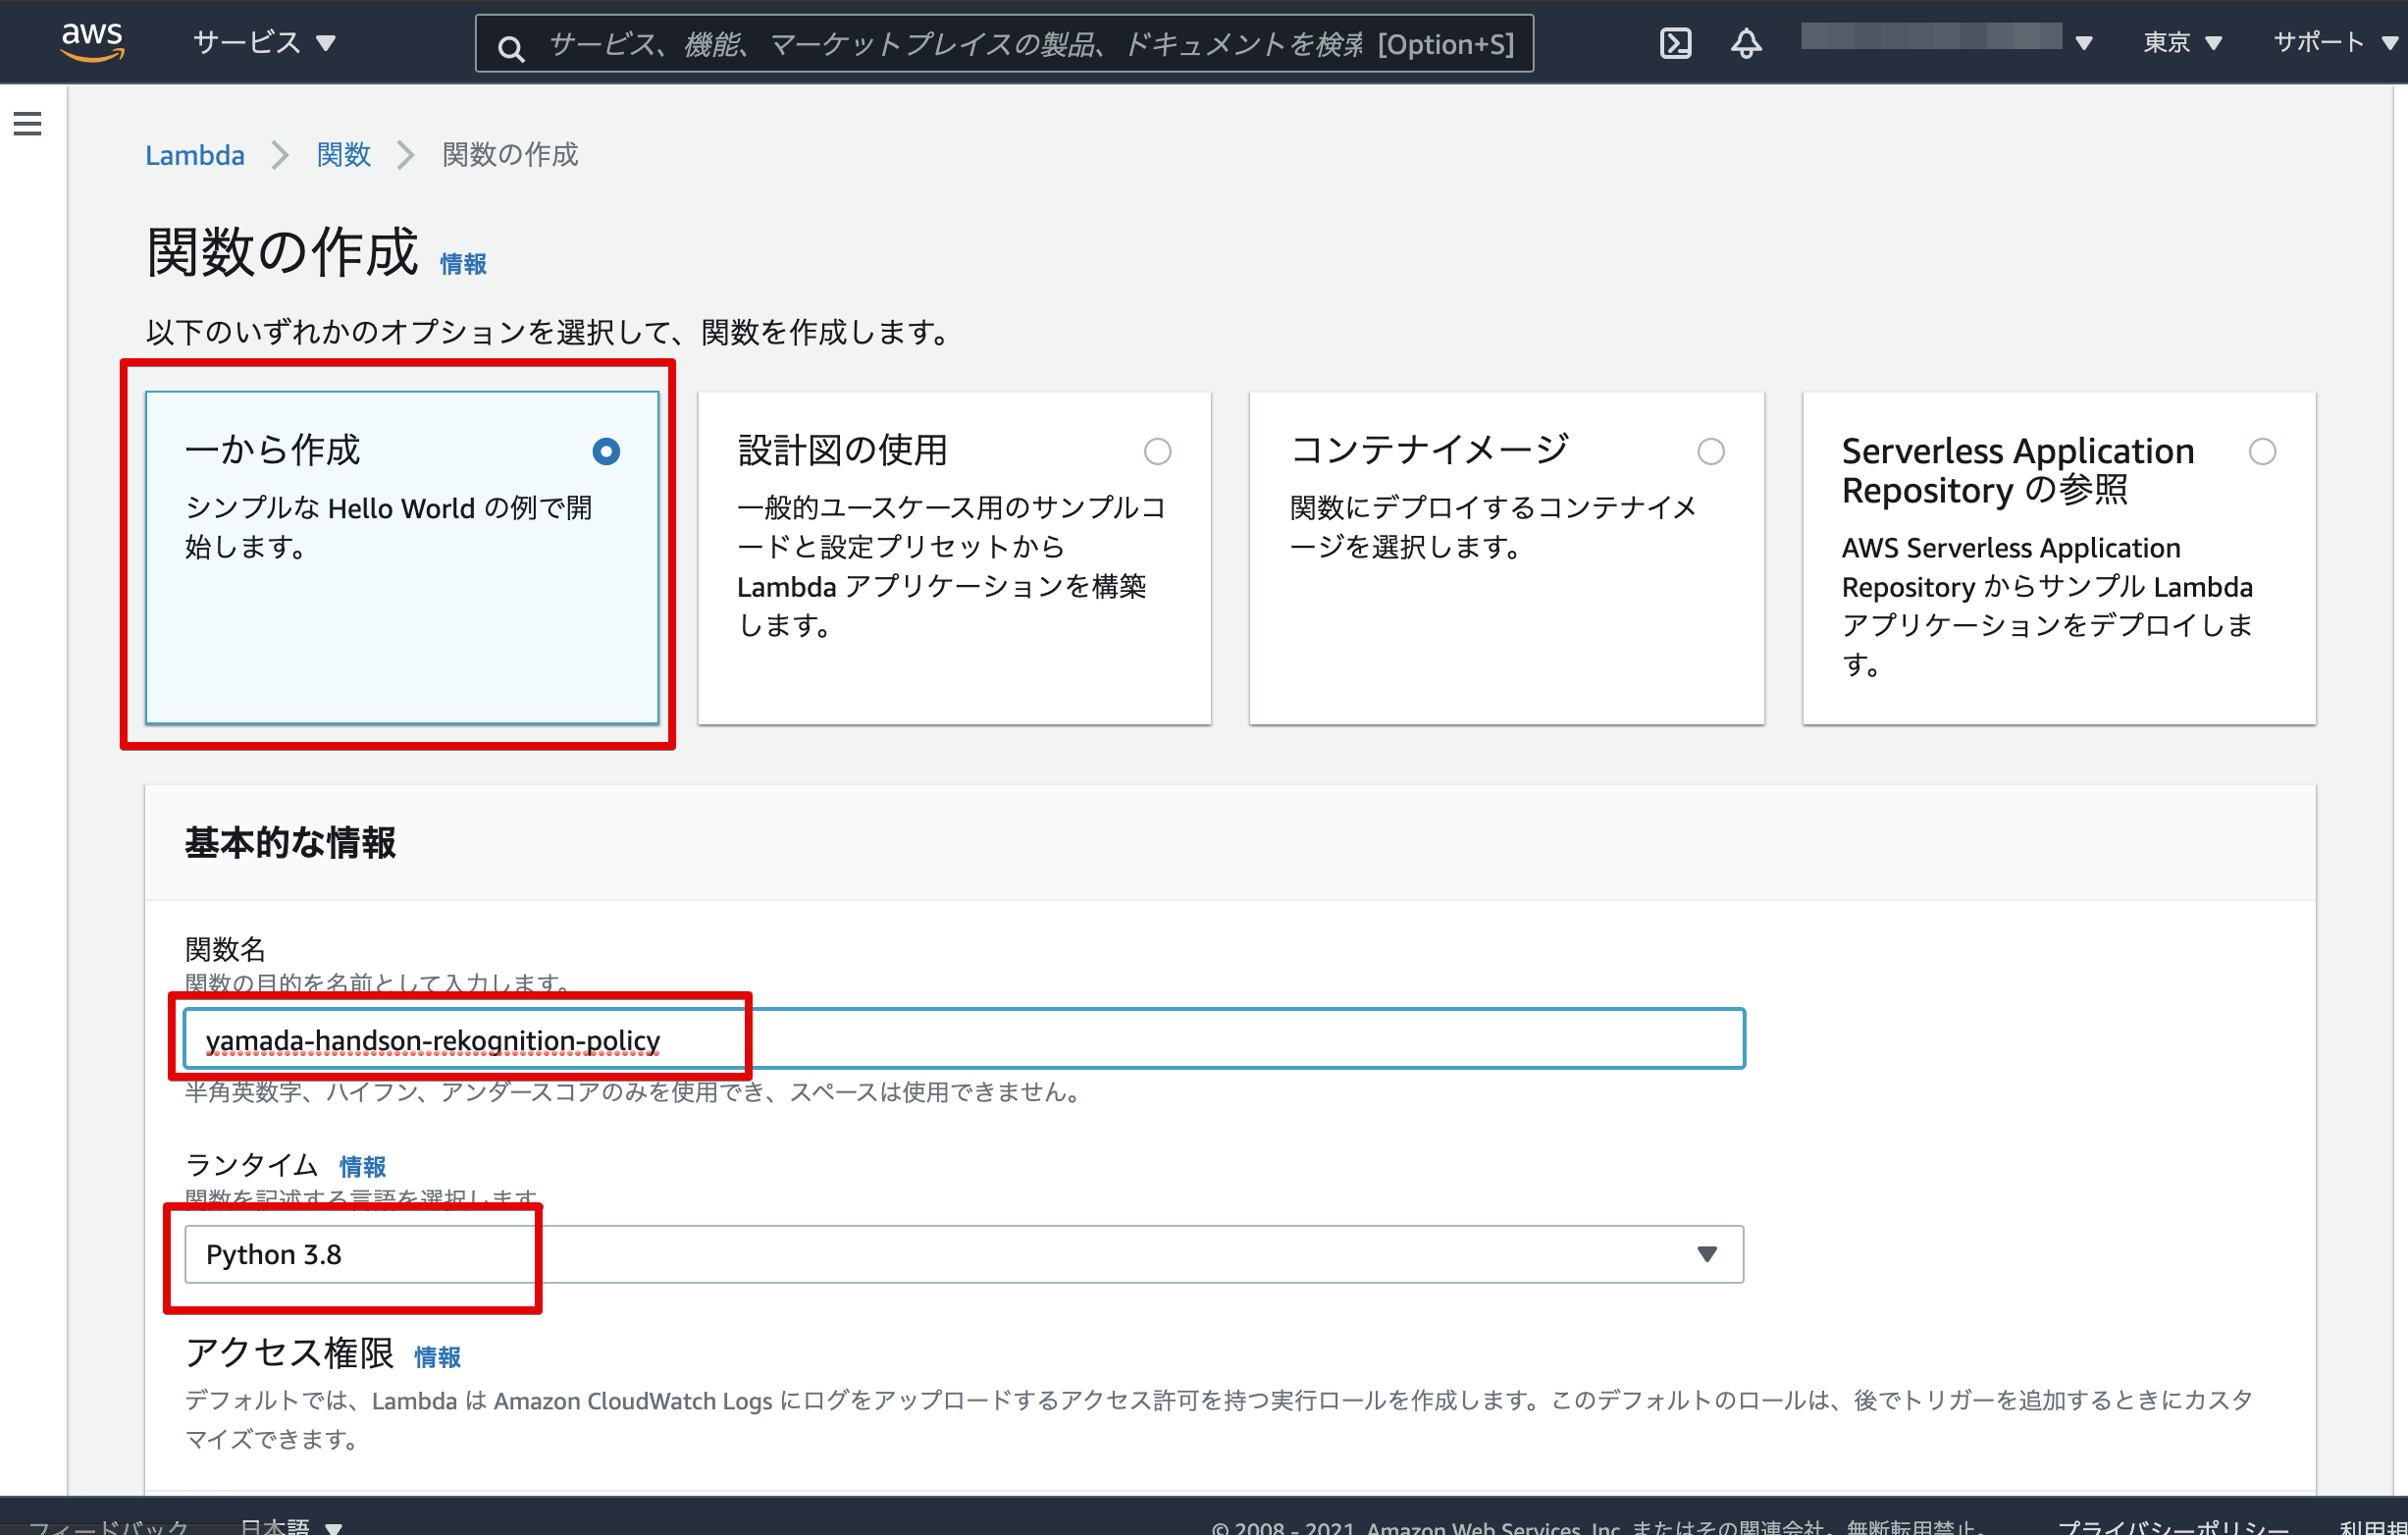 aws サービス サービス、機能、マーケットプレイスの製品、ドキュメントを検索 [Option+S] 東京 サポート
Lambda 関数 関数の作成
関数の作成 情報
以下のいずれかのオプションを選択して、関数を作成します。
一から作成
シンプルな Hello World の例で開
始します。
設計図の使用
一般的ユースケース用のサンプルコ
ードと設定プリセットから
Lambda アプリケーションを構築
します。
コンテナイメージ
関数にデプロイするコンテナイメ
ージを選択します。
Serverless Application
Repository の参照
AWS Serverless Application
Repository からサンプル Lambda
アプリケーションをデプロイしま
す。
基本的な情報
関数名
関数の目的を名前として入力します。
yamada-handson-rekognition-policy
半角英数字、ハイフン、アンダースコアのみを使用でき、スペースは使用できません。
ランタイム 情報
関数を記述する言語を選択します
Python 3.8
アクセス権限 情報
デフォルトでは、Lambda は Amazon CloudWatch Logs にログをアップロードするアクセス許可を持つ実行ロールを作成します。このデフォルトのロールは、後でトリガーを追加するときにカスタ
マイズできます。
フィードバック 日本語 © 2008 - 2021, Amazon Web Services, Inc. またはその関連会社。無断転用禁止。 プライバシーポリシー